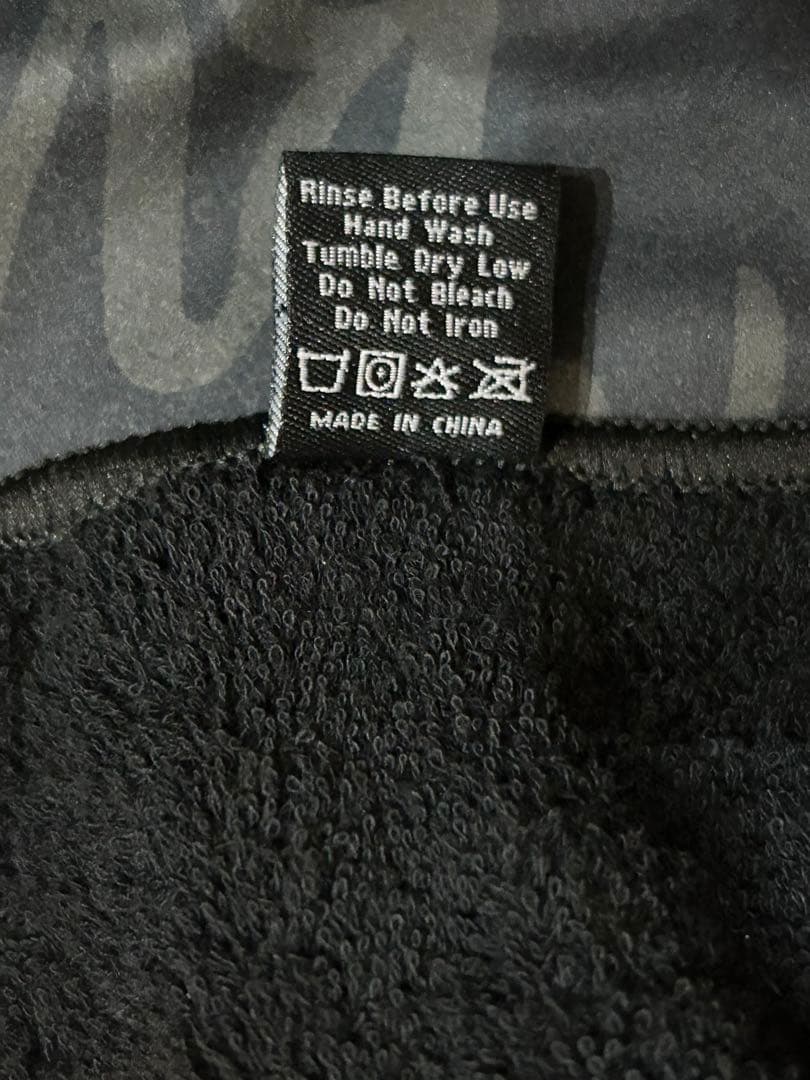 Rinse Before Use
Hand Wash
Tumble Dry Low
Do Not Bleach
Do Not Iron
MADE IN CHINA